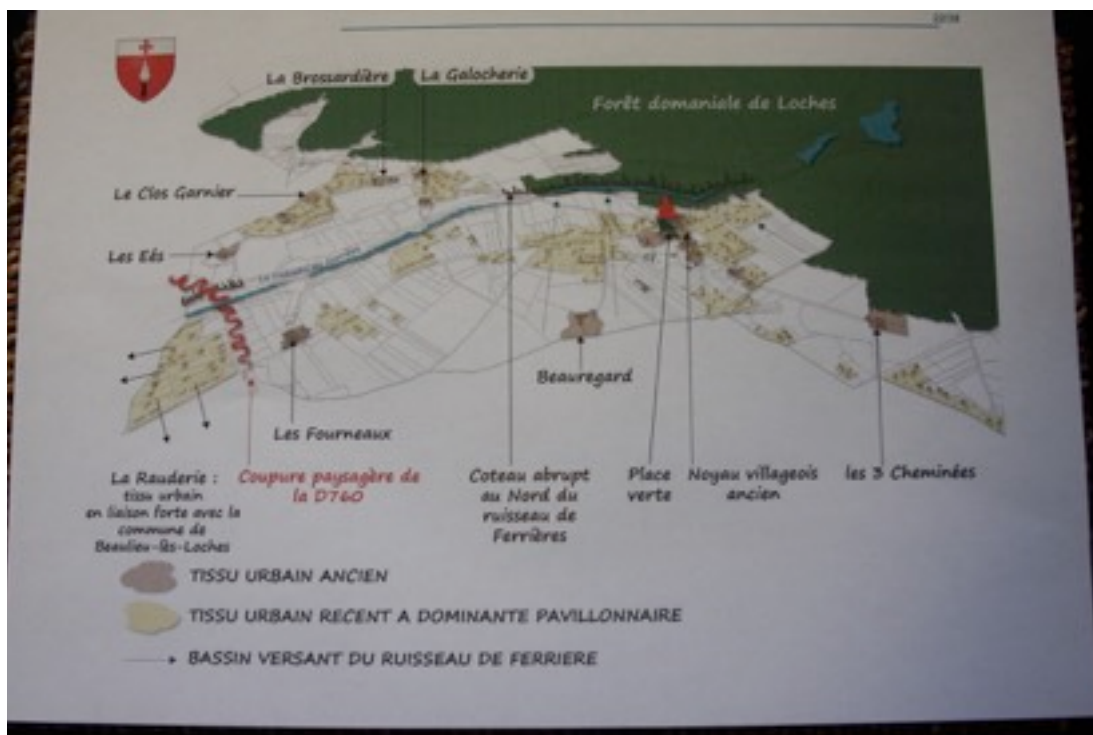 La Brossardière
La Galocherie
Forêt domaniale de Loches
Le Clos Garnier
Les Eés
Beauregard
Les Fourneaux
La Rauderie :
tissu urbain
en liaison forte avec la
commune de
Beaulieu-lès-Loches
Coupure paysagère de
la D760
Coteau abrupt
au Nord du
ruisseau de
Ferrières
Place
verte
Noyau villageois
ancien
les 3 Cheminées
TISSU URBAIN ANCIEN
TISSU URBAIN RECENT A DOMINANTE PAVILLONNAIRE
BASSIN VERSANT DU RUISSEAU DE FERRIERE